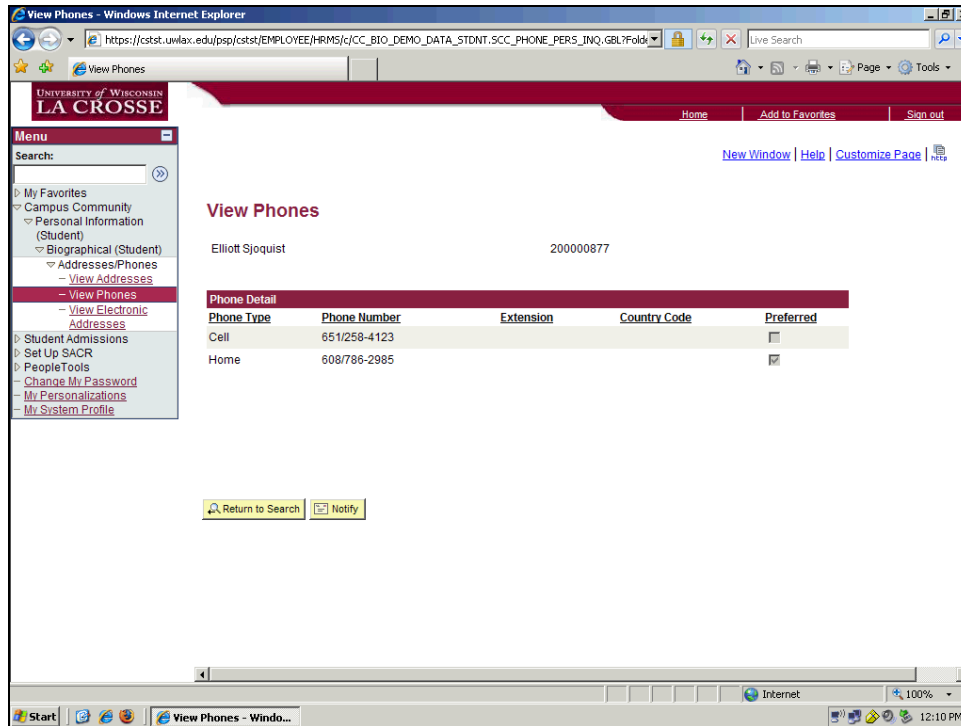 View Phones - Windows Internet Explorer
https://cstst.uwlax.edu/psp/cstst/EMPLOYEE/HRMS/c/CC_BIO_DEMO_DATA_STDNT.SCC_PHONE_PERS_INQ.GBL?Folde
Live Search
View Phones
Page
Tools
UNIVERSITY of WISCONSIN
LA CROSSE
Home
Add to Favorites
Sign out
Menu
Search:
New Window | Help | Customize Page |
http
My Favorites
Campus Community
Personal Information
(Student)
Biographical (Student)
Addresses/Phones
– View Addresses
– View Phones
– View Electronic
Addresses
Student Admissions
Set Up SACR
PeopleTools
– Change My Password
– My Personalizations
– My System Profile
View Phones
Elliott Sjoquist 200000877
Phone Detail
Phone Type Phone Number Extension Country Code Preferred
Cell 651/258-4123
Home 608/786-2985
Return to Search
Notify
Internet
100%
Start
View Phones - Windo...
12:10 PM